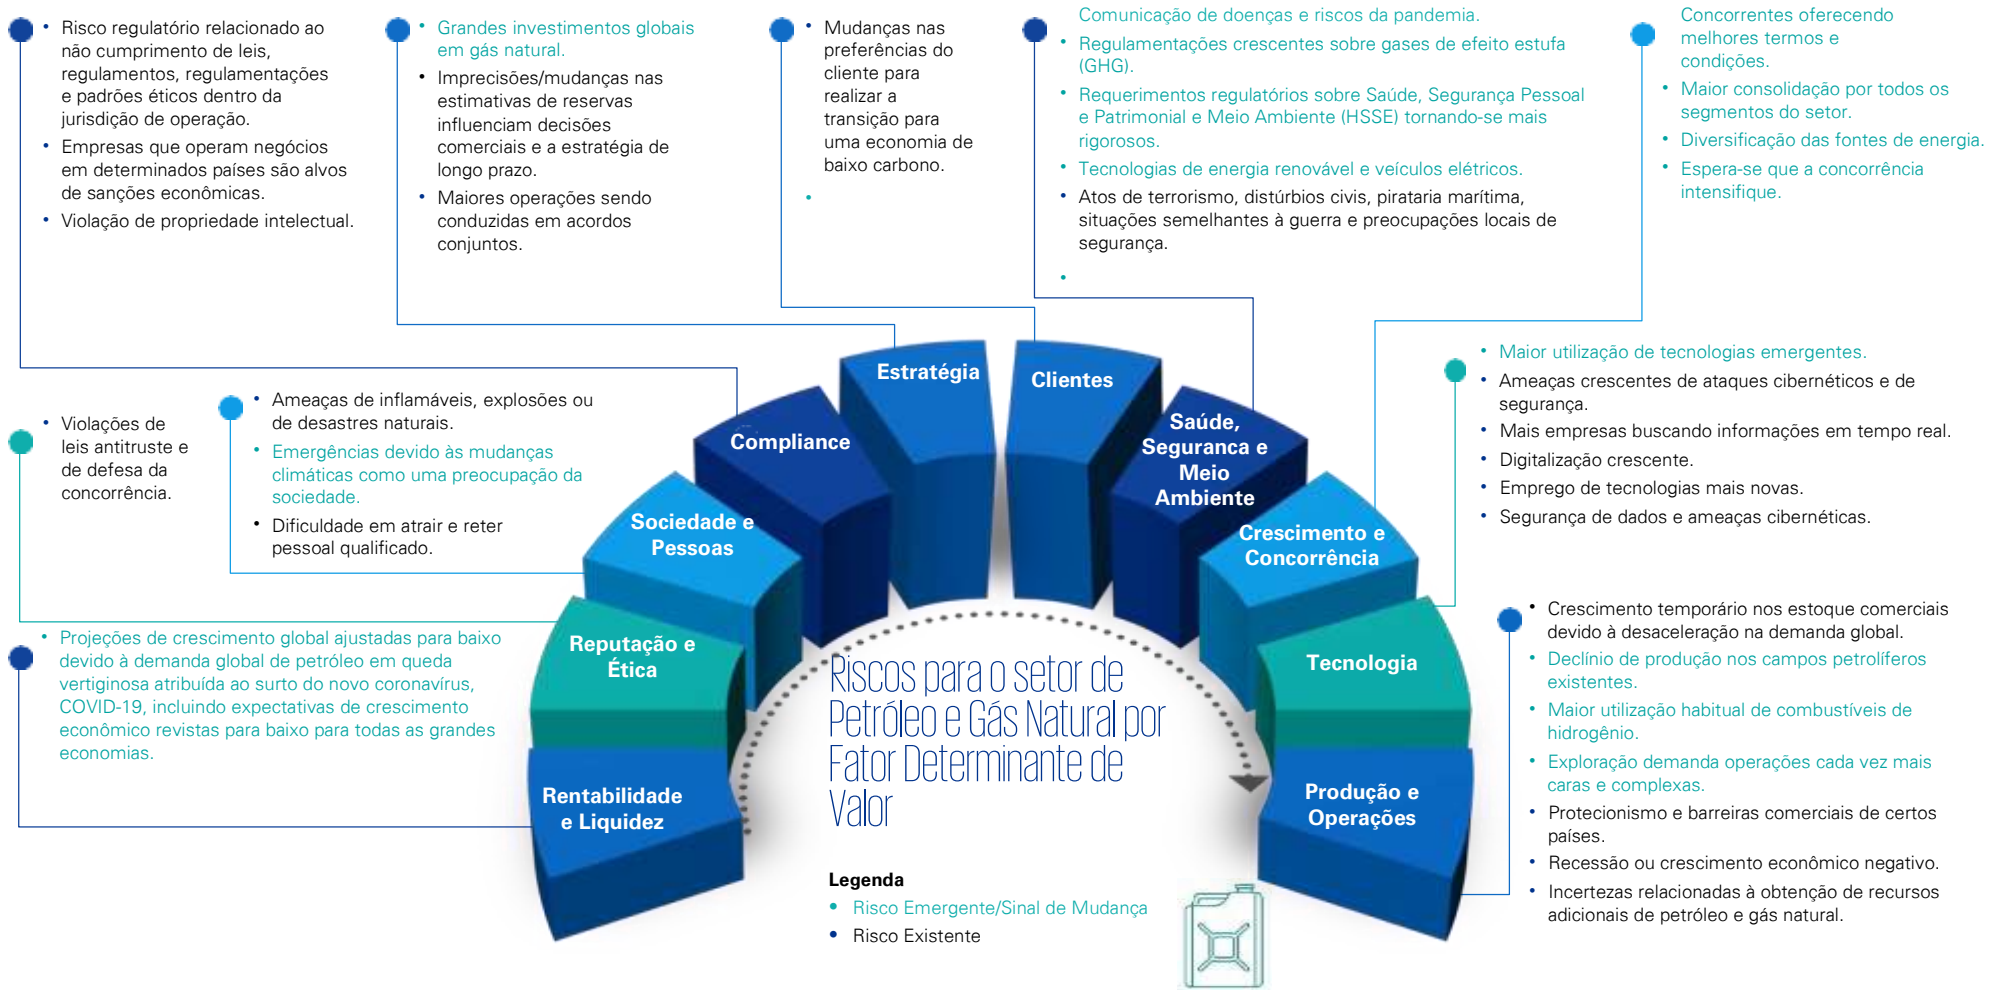 • Risco regulatório relacionado ao
não cumprimento de leis,
regulamentos, regulamentações
e padrões éticos dentro da
jurisdição de operação.
• Empresas que operam negócios
em determinados países são alvos
de sanções econômicas.
• Violação de propriedade intelectual.
• Grandes investimentos globais
em gás natural.
• Imprecisões/mudanças nas
estimativas de reservas
influenciam decisões
comerciais e a estratégia de
longo prazo.
• Maiores operações sendo
conduzidas em acordos
conjuntos.
• Mudanças nas
preferências do
cliente para
realizar a
transição para
uma economia de
baixo carbono.
•
Comunicação de doenças e riscos da pandemia.
• Regulamentações crescentes sobre gases de efeito estufa
(GHG).
• Requerimentos regulatórios sobre Saúde, Segurança Pessoal
e Patrimonial e Meio Ambiente (HSSE) tornando-se mais
rigorosos.
• Tecnologias de energia renovável e veículos elétricos.
• Atos de terrorismo, distúrbios civis, pirataria marítima,
situações semelhantes à guerra e preocupações locais de
segurança.
•
Concorrentes oferecendo
melhores termos e
condições.
• Maior consolidação por todos os
segmentos do setor.
• Diversificação das fontes de energia.
• Espera-se que a concorrência
intensifique.
• Violações de
leis antitruste e
de defesa da
concorrência.
• Ameaças de inflamáveis, explosões ou
de desastres naturais.
• Emergências devido às mudanças
climáticas como uma preocupação da
sociedade.
• Dificuldade em atrair e reter
pessoal qualificado.
• Maior utilização de tecnologias emergentes.
• Ameaças crescentes de ataques cibernéticos e de
segurança.
• Mais empresas buscando informações em tempo real.
• Digitalização crescente.
• Emprego de tecnologias mais novas.
• Segurança de dados e ameaças cibernéticas.
• Projeções de crescimento global ajustadas para baixo
devido à demanda global de petróleo em queda
vertiginosa atribuída ao surto do novo coronavírus,
COVID-19, incluindo expectativas de crescimento
econômico revistas para baixo para todas as grandes
economias.
• Crescimento temporário nos estoque comerciais
devido à desaceleração na demanda global.
• Declínio de produção nos campos petrolíferos
existentes.
• Maior utilização habitual de combustíveis de
hidrogênio.
• Exploração demanda operações cada vez mais
caras e complexas.
• Protecionismo e barreiras comerciais de certos
países.
• Recessão ou crescimento econômico negativo.
• Incertezas relacionadas à obtenção de recursos
adicionais de petróleo e gás natural.
Rentabilidade
e Liquidez
Reputação e
Ética
Sociedade e
Pessoas
Compliance
Estratégia
Clientes
Saúde,
Seguranca e
Meio
Ambiente
Crescimento e
Concorrência
Tecnologia
Produção e
Operações
Riscos para o setor de
Petróleo e Gás Natural por
Fator Determinante de
Valor
Legenda
• Risco Emergente/Sinal de Mudança
• Risco Existente